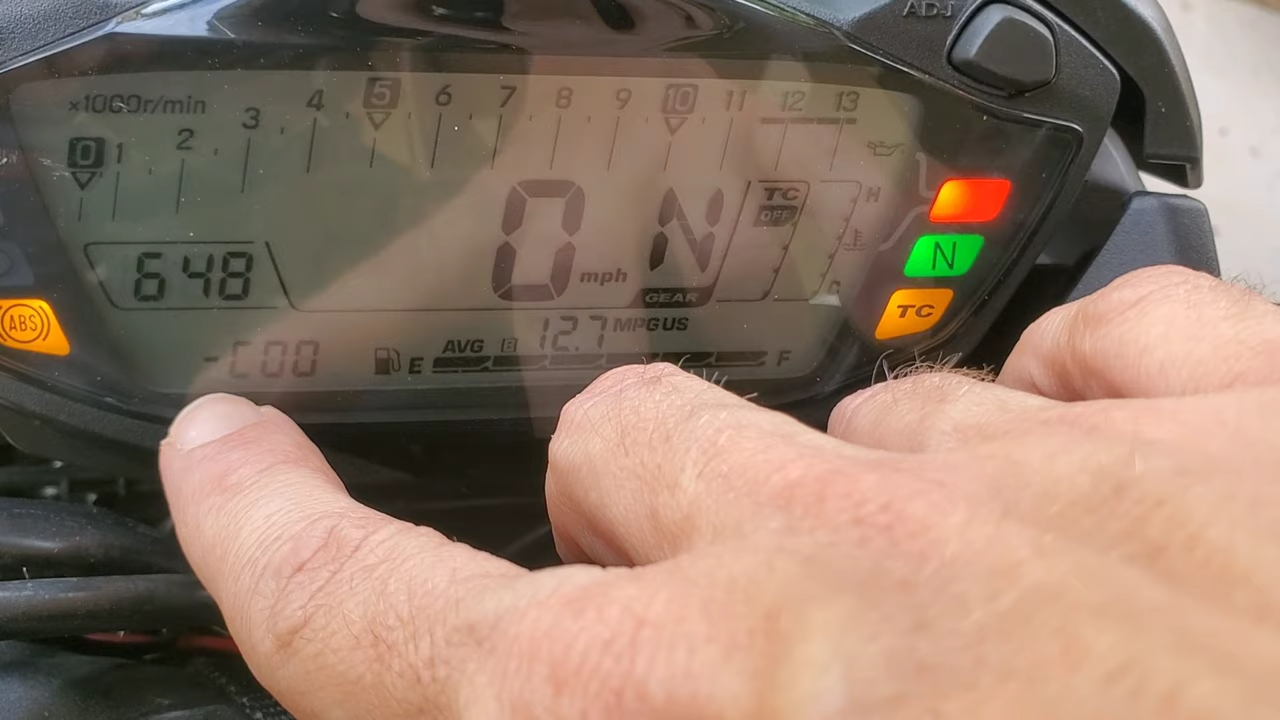 ADJ
×1000r/min
0 1 2 3 4 5 6 7 8 9 10 11 12 13
TC
OFF
H
0 mph N
648
N
GEAR
C
ABS
TC
12.7 MPGUS
AVG B
-C00
E F